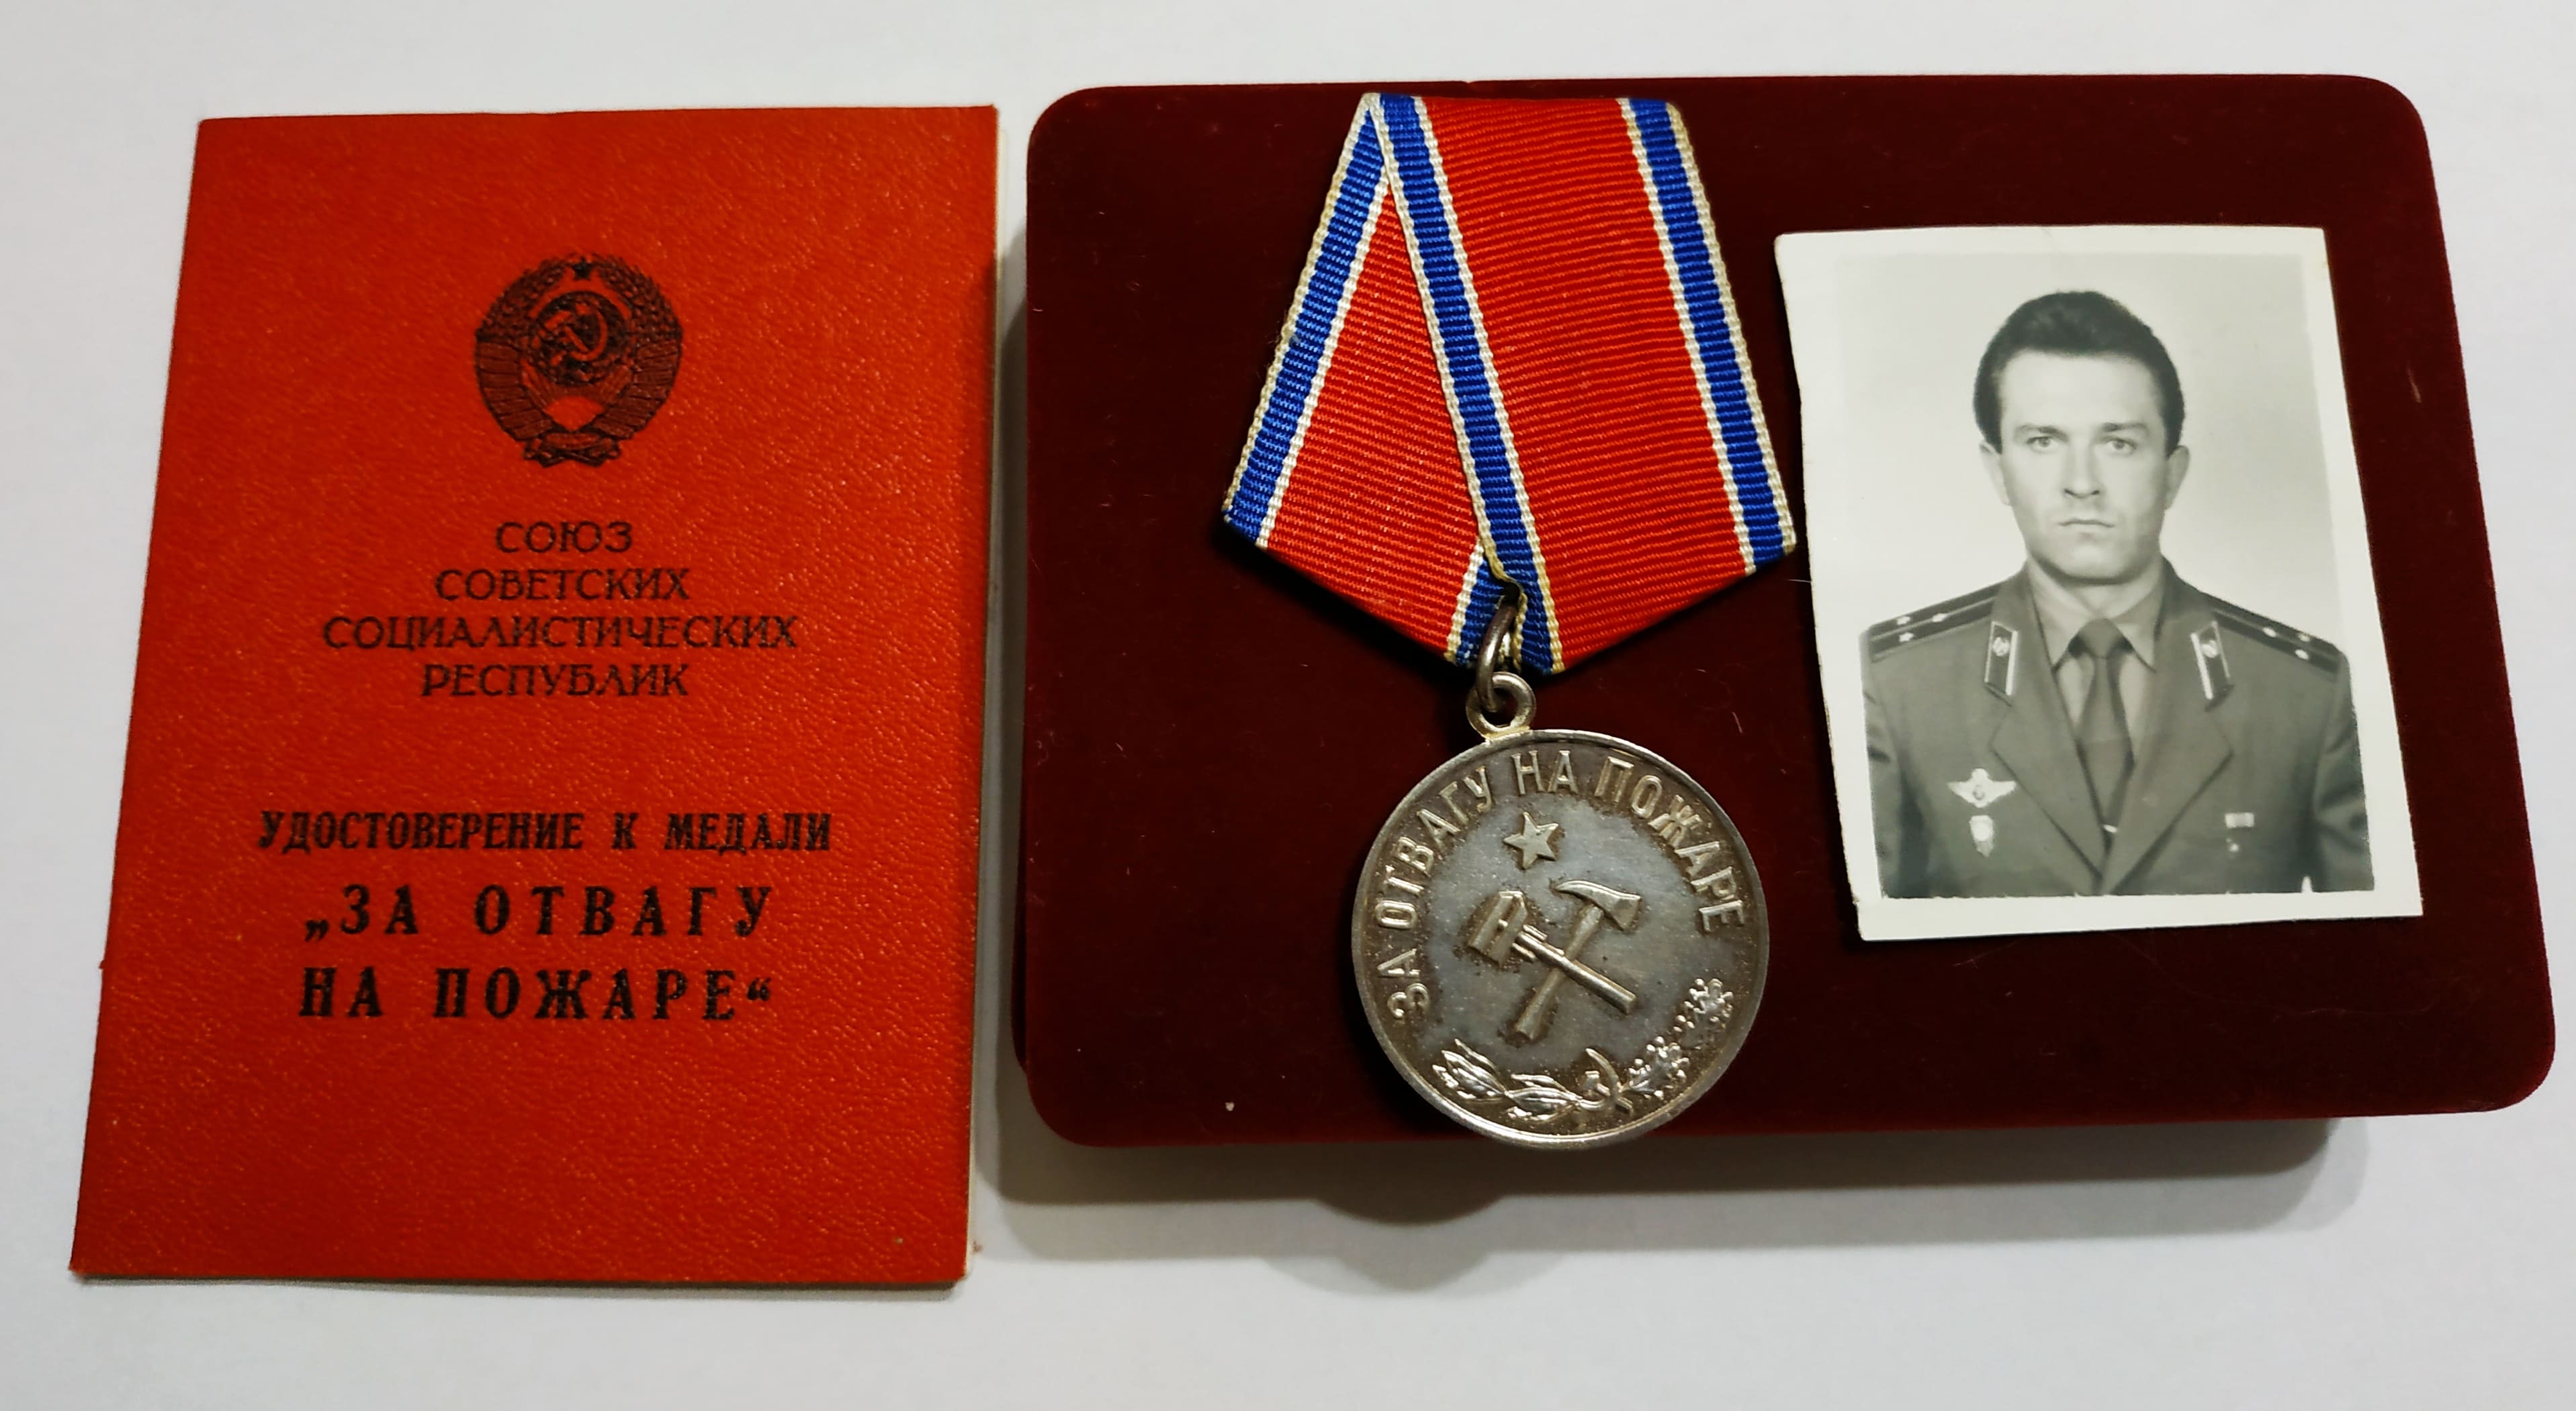 СОЮЗ
СОВЕТСКИХ
СОЦИАЛИСТИЧЕСКИХ
РЕСПУБЛИК
УДОСТОВЕРЕНИЕ К МЕДАЛИ
„ЗА ОТВАГУ
НА ПОЖАРЕ“
ЗА ОТВАГУ НА ПОЖАРЕ